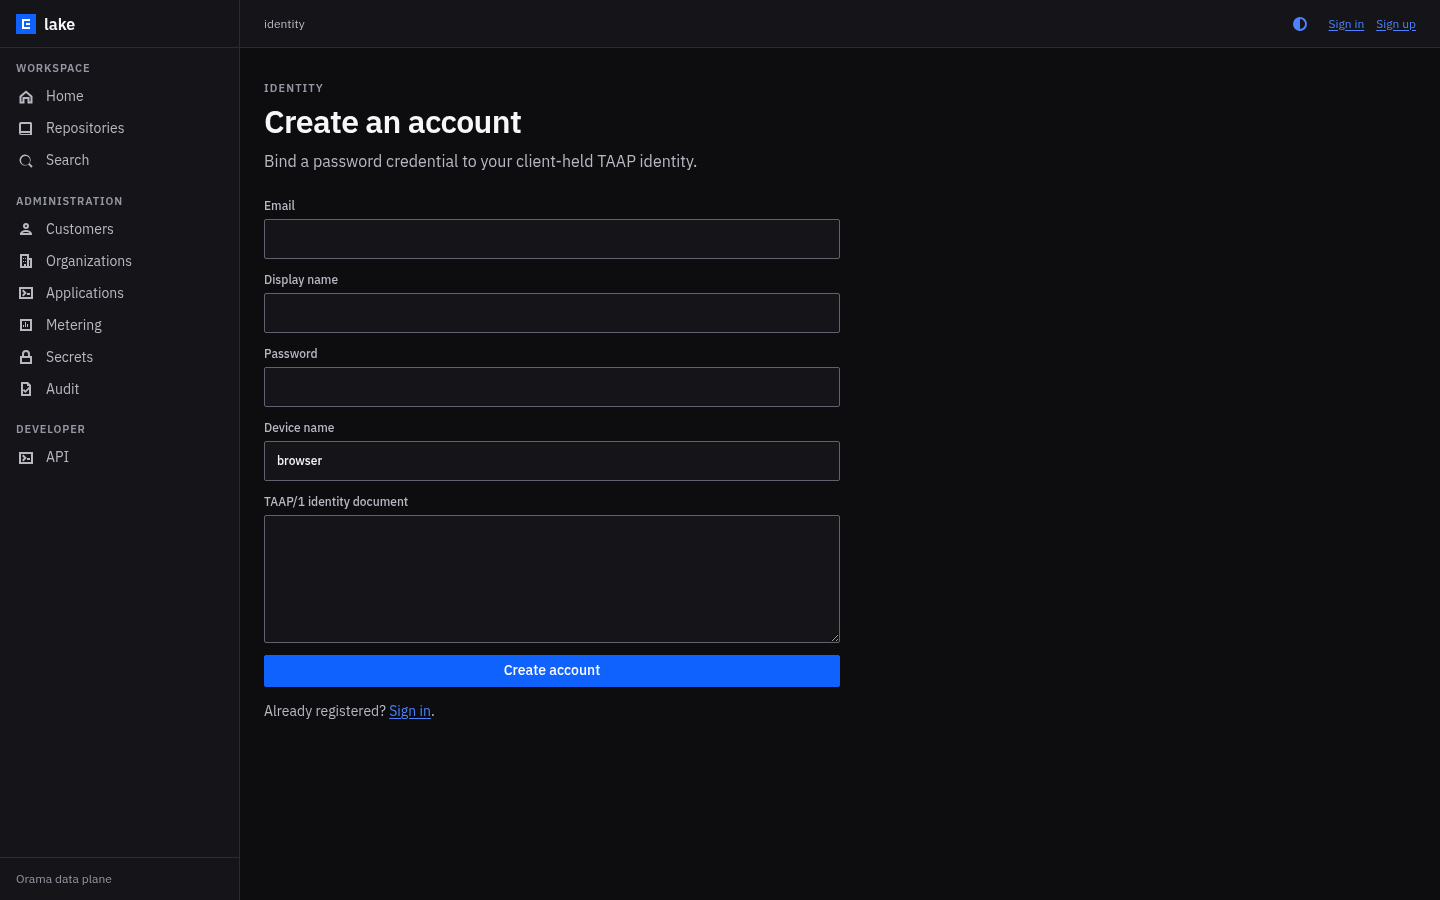 lake
identity
Sign in
Sign up
WORKSPACE
Home
Repositories
Search
ADMINISTRATION
Customers
Organizations
Applications
Metering
Secrets
Audit
DEVELOPER
API
Orama data plane
IDENTITY
Create an account
Bind a password credential to your client-held TAAP identity.
Email
Display name
Password
Device name
browser
TAAP/1 identity document
Create account
Already registered? Sign in.